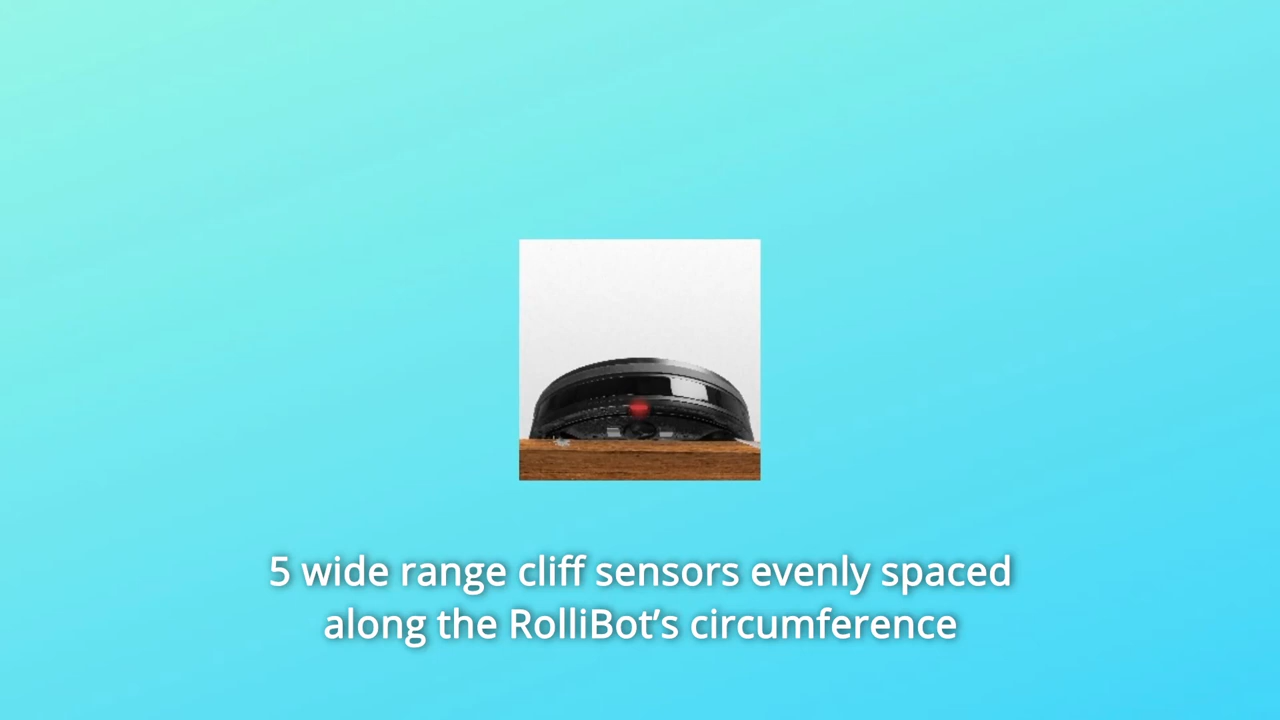 5 wide range cliff sensors evenly spaced
along the RolliBot’s circumference